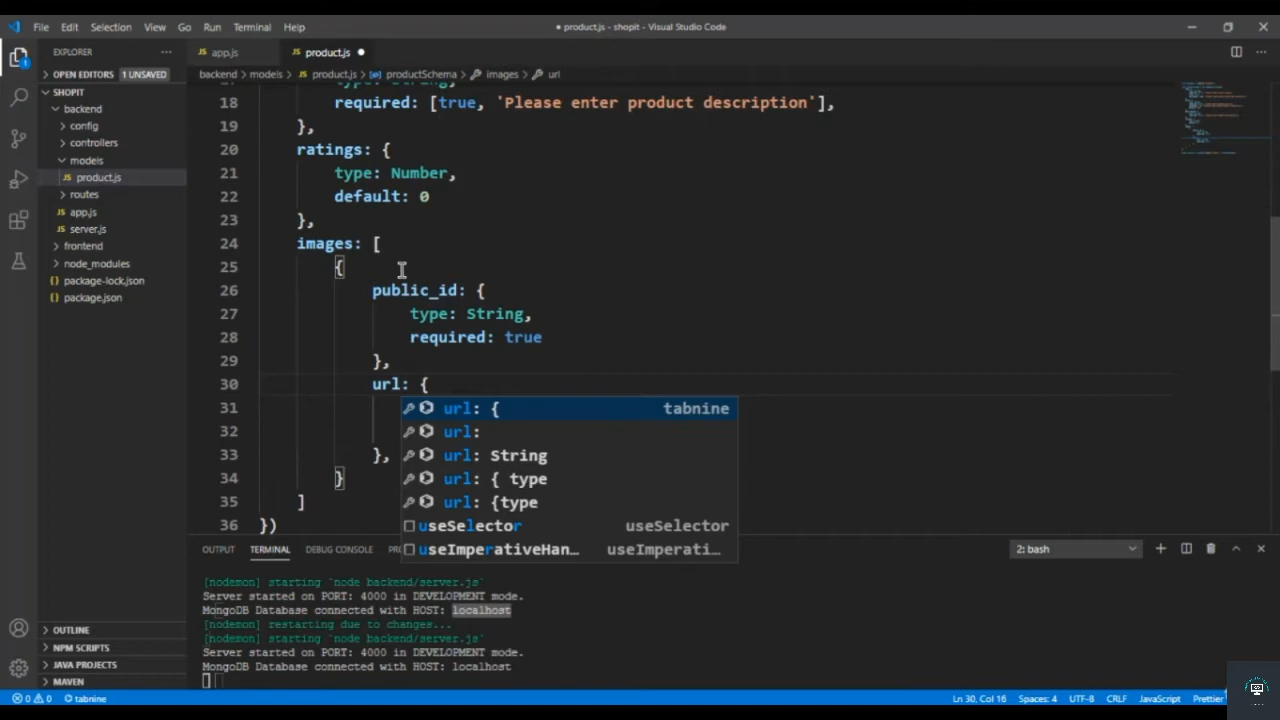 File Edit Selection View Go Run Terminal Help
● product.js - shopit - Visual Studio Code
EXPLORER ...
JS app.js
JS product.js ●
OPEN EDITORS 1 UNSAVED
backend > models > JS product.js > productSchema > images > url
SHOPIT
backend
config
controllers
models
JS product.js
routes
JS app.js
JS server.js
frontend
node_modules
{} package-lock.json
{} package.json
18 required: [true, 'Please enter product description'],
19 },
20 ratings: {
21 type: Number,
22 default: 0
23 },
24 images: [
25 {
26 public_id: {
27 type: String,
28 required: true
29 },
30 url: {
31
32
33 },
34 }
35 ]
36 })
url: { tabnine
url:
url: String
url: { type
url: {type
useSelector useSelector
useImperativeHan… useImperati…
OUTPUT TERMINAL DEBUG CONSOLE
2: bash
[nodemon] starting `node backend/server.js`
Server started on PORT: 4000 in DEVELOPMENT mode.
MongoDB Database connected with HOST: localhost
[nodemon] restarting due to changes...
[nodemon] starting `node backend/server.js`
Server started on PORT: 4000 in DEVELOPMENT mode.
MongoDB Database connected with HOST: localhost
OUTLINE
NPM SCRIPTS
JAVA PROJECTS
MAVEN
0 0 tabnine
Ln 30, Col 16 Spaces: 4 UTF-8 CRLF JavaScript Prettier